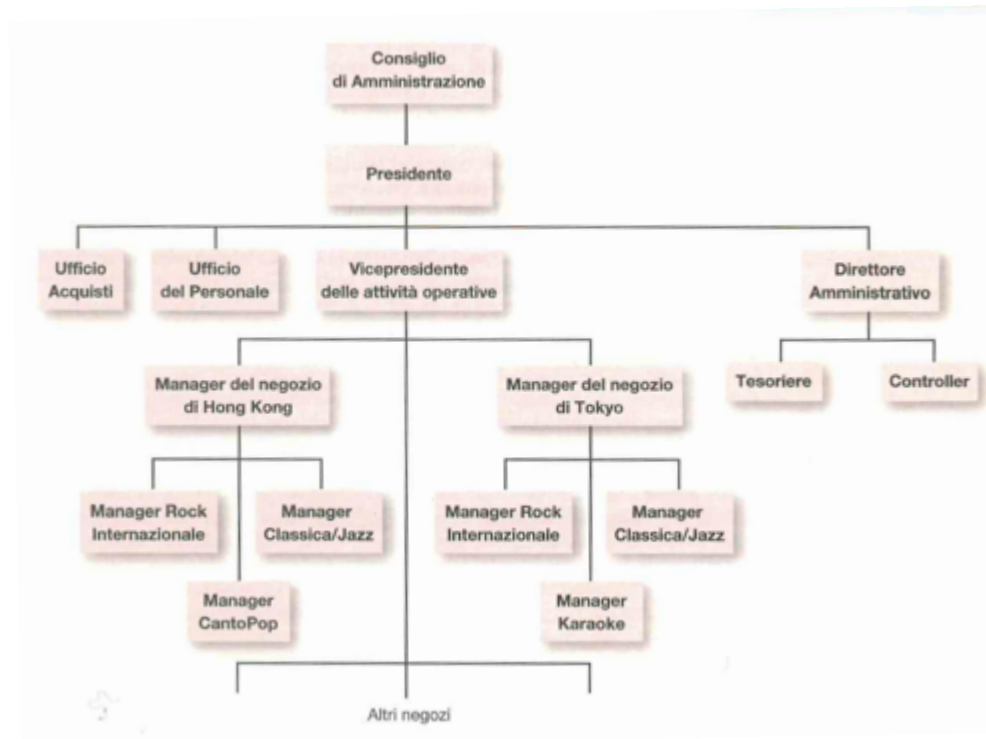 Consiglio
di Amministrazione
Presidente
Ufficio
Acquisti
Ufficio
del Personale
Vicepresidente
delle attività operative
Direttore
Amministrativo
Manager del negozio
di Hong Kong
Manager del negozio
di Tokyo
Tesoriere
Controller
Manager Rock
Internazionale
Manager
Classica/Jazz
Manager Rock
Internazionale
Manager
Classica/Jazz
Manager
CantoPop
Manager
Karaoke
Altri negozi